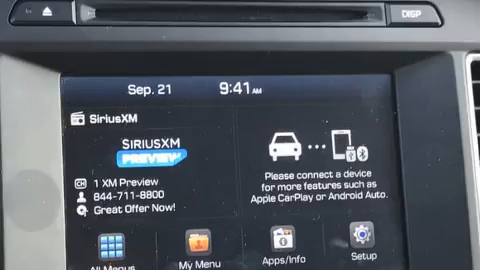 DISP
Sep. 21 9:41 AM
SiriusXM
SIRIUSXM
PREVIEW
CH 1 XM Preview
844-711-8800
Great Offer Now!
Please connect a device
for more features such as
Apple CarPlay or Android Auto.
All Menus
My Menu
Apps/Info
Setup